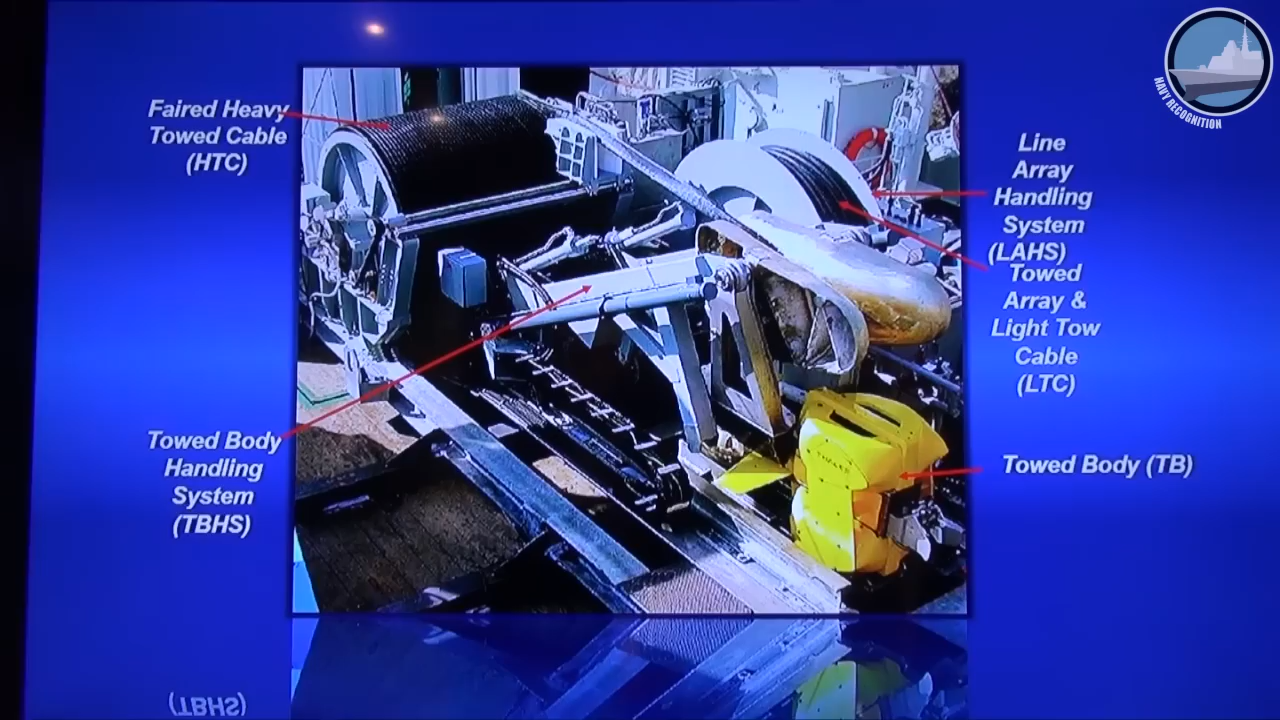 Faired Heavy
Towed Cable
(HTC)
Line
Array
Handling
System
(LAHS)
Towed
Array &
Light Tow
Cable
(LTC)
Towed Body
Handling
System
(TBHS)
Towed Body (TB)
DANGER
(TBHS)
NAVY RECOGNITION